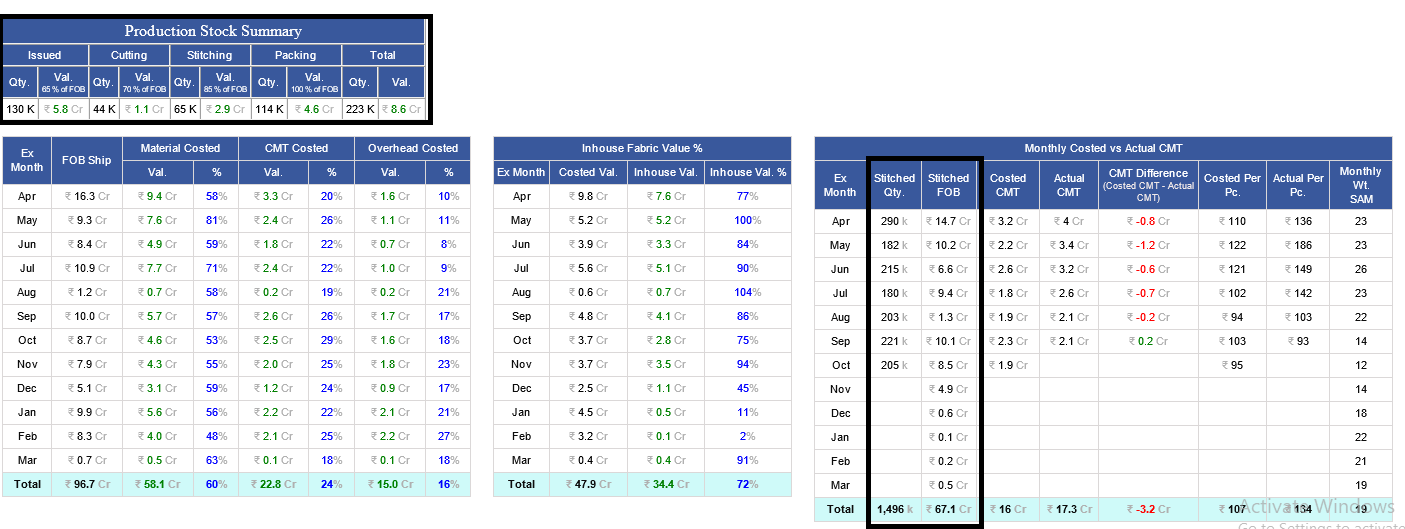 Production Stock Summary
Issued Cutting Stitching Packing Total
Qty. Val. 65 % of FOB Qty. Val. 70 % of FOB Qty. Val. 85 % of FOB Qty. Val. 100 % of FOB Qty. Val.
130 K ₹ 5.8 Cr 44 K ₹ 1.1 Cr 65 K ₹ 2.9 Cr 114 K ₹ 4.6 Cr 223 K ₹ 8.6 Cr
Ex Month FOB Ship Material Costed CMT Costed Overhead Costed
Val. % Val. % Val. %
Apr ₹ 16.3 Cr ₹ 9.4 Cr 58% ₹ 3.3 Cr 20% ₹ 1.6 Cr 10%
May ₹ 9.3 Cr ₹ 7.6 Cr 81% ₹ 2.4 Cr 26% ₹ 1.1 Cr 11%
Jun ₹ 8.4 Cr ₹ 4.9 Cr 59% ₹ 1.8 Cr 22% ₹ 0.7 Cr 8%
Jul ₹ 10.9 Cr ₹ 7.7 Cr 71% ₹ 2.4 Cr 22% ₹ 1.0 Cr 9%
Aug ₹ 1.2 Cr ₹ 0.7 Cr 58% ₹ 0.2 Cr 19% ₹ 0.2 Cr 21%
Sep ₹ 10.0 Cr ₹ 5.7 Cr 57% ₹ 2.6 Cr 26% ₹ 1.7 Cr 17%
Oct ₹ 8.7 Cr ₹ 4.6 Cr 53% ₹ 2.5 Cr 29% ₹ 1.6 Cr 18%
Nov ₹ 7.9 Cr ₹ 4.3 Cr 55% ₹ 2.0 Cr 25% ₹ 1.8 Cr 23%
Dec ₹ 5.1 Cr ₹ 3.1 Cr 59% ₹ 1.2 Cr 24% ₹ 0.9 Cr 17%
Jan ₹ 9.9 Cr ₹ 5.6 Cr 56% ₹ 2.2 Cr 22% ₹ 2.1 Cr 21%
Feb ₹ 8.3 Cr ₹ 4.0 Cr 48% ₹ 2.1 Cr 25% ₹ 2.2 Cr 27%
Mar ₹ 0.7 Cr ₹ 0.5 Cr 63% ₹ 0.1 Cr 18% ₹ 0.1 Cr 18%
Total ₹ 96.7 Cr ₹ 58.1 Cr 60% ₹ 22.8 Cr 24% ₹ 15.0 Cr 16%
Inhouse Fabric Value %
Ex Month Costed Val. Inhouse Val. Inhouse Val. %
Apr ₹ 9.8 Cr ₹ 7.6 Cr 77%
May ₹ 5.2 Cr ₹ 5.2 Cr 100%
Jun ₹ 3.9 Cr ₹ 3.3 Cr 84%
Jul ₹ 5.6 Cr ₹ 5.1 Cr 90%
Aug ₹ 0.6 Cr ₹ 0.7 Cr 104%
Sep ₹ 4.8 Cr ₹ 4.1 Cr 86%
Oct ₹ 3.7 Cr ₹ 2.8 Cr 75%
Nov ₹ 3.7 Cr ₹ 3.5 Cr 94%
Dec ₹ 2.5 Cr ₹ 1.1 Cr 45%
Jan ₹ 4.5 Cr ₹ 0.5 Cr 11%
Feb ₹ 3.2 Cr ₹ 0.1 Cr 2%
Mar ₹ 0.4 Cr ₹ 0.4 Cr 91%
Total ₹ 47.9 Cr ₹ 34.4 Cr 72%
Monthly Costed vs Actual CMT
Ex Month Stitched Qty. Stitched FOB Costed CMT Actual CMT CMT Difference (Costed CMT - Actual CMT) Costed Per Pc. Actual Per Pc. Monthly Wt. SAM
Apr 290 k ₹ 14.7 Cr ₹ 3.2 Cr ₹ 4 Cr ₹ -0.8 Cr ₹ 110 ₹ 136 23
May 182 k ₹ 10.2 Cr ₹ 2.2 Cr ₹ 3.4 Cr ₹ -1.2 Cr ₹ 122 ₹ 186 23
Jun 215 k ₹ 6.6 Cr ₹ 2.6 Cr ₹ 3.2 Cr ₹ -0.6 Cr ₹ 121 ₹ 149 26
Jul 180 k ₹ 9.4 Cr ₹ 1.8 Cr ₹ 2.6 Cr ₹ -0.7 Cr ₹ 102 ₹ 142 23
Aug 203 k ₹ 1.3 Cr ₹ 1.9 Cr ₹ 2.1 Cr ₹ -0.2 Cr ₹ 94 ₹ 103 22
Sep 221 k ₹ 10.1 Cr ₹ 2.3 Cr ₹ 2.1 Cr ₹ 0.2 Cr ₹ 103 ₹ 93 14
Oct 205 k ₹ 8.5 Cr ₹ 1.9 Cr ₹ 95 12
Nov ₹ 4.9 Cr 14
Dec ₹ 0.6 Cr 18
Jan ₹ 0.1 Cr 22
Feb ₹ 0.2 Cr 21
Mar ₹ 0.5 Cr 19
Total 1,496 k ₹ 67.1 Cr ₹ 16 Cr ₹ 17.3 Cr ₹ -3.2 Cr ₹ 107 ₹ 134 19
Activate Windows
Go to Settings to activate